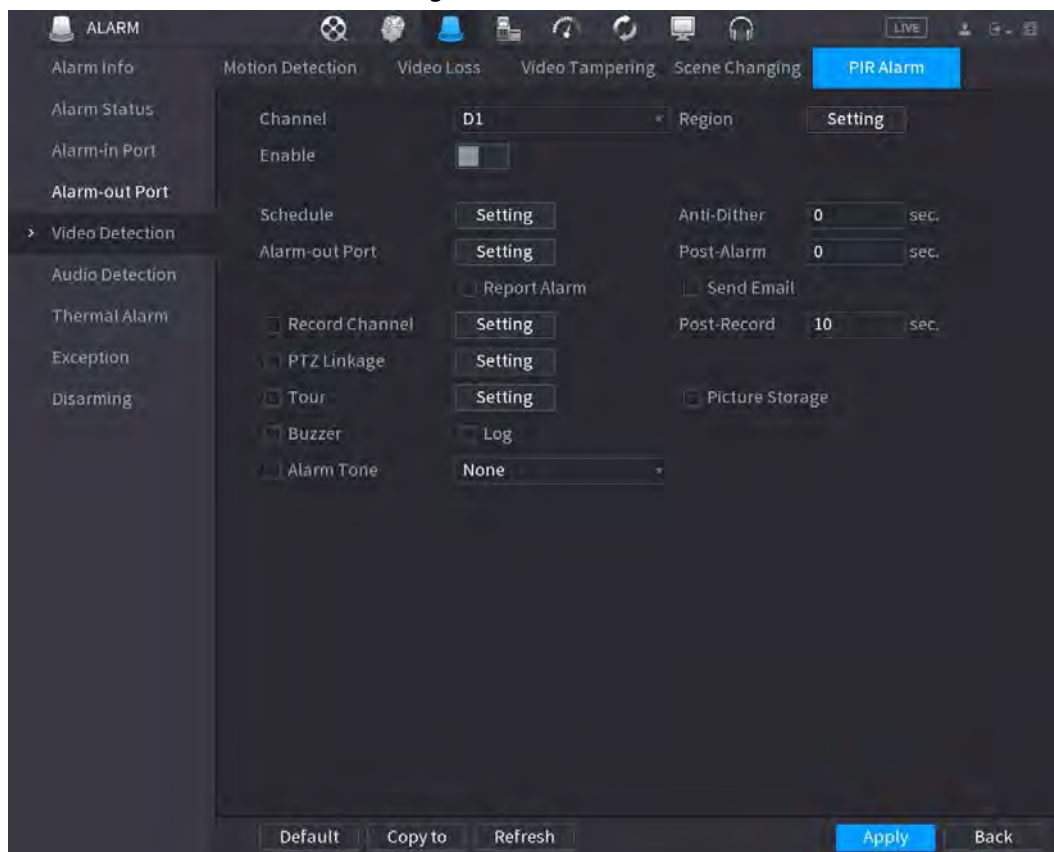 ALARM LIVE
Alarm Info Motion Detection Video Loss Video Tampering Scene Changing PIR Alarm
Alarm Status Channel D1 Region Setting
Alarm-in Port Enable
Alarm-out Port
Schedule Setting Anti-Dither 0 sec.
Video Detection
Alarm-out Port Setting Post-Alarm 0 sec.
Audio Detection Report Alarm Send Email
Thermal Alarm Record Channel Setting Post-Record 10 sec.
Exception PTZ Linkage Setting
Disarming Tour Setting Picture Storage
Buzzer Log
Alarm Tone None
Default Copy to Refresh Apply Back